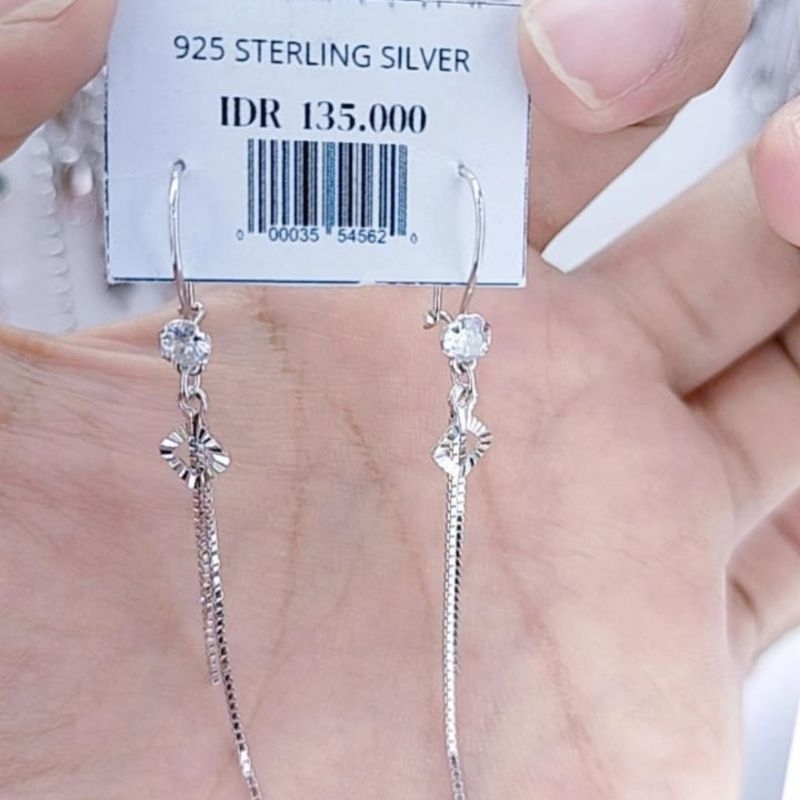 925 STERLING SILVER
IDR 135.000
0 00035 54562 0